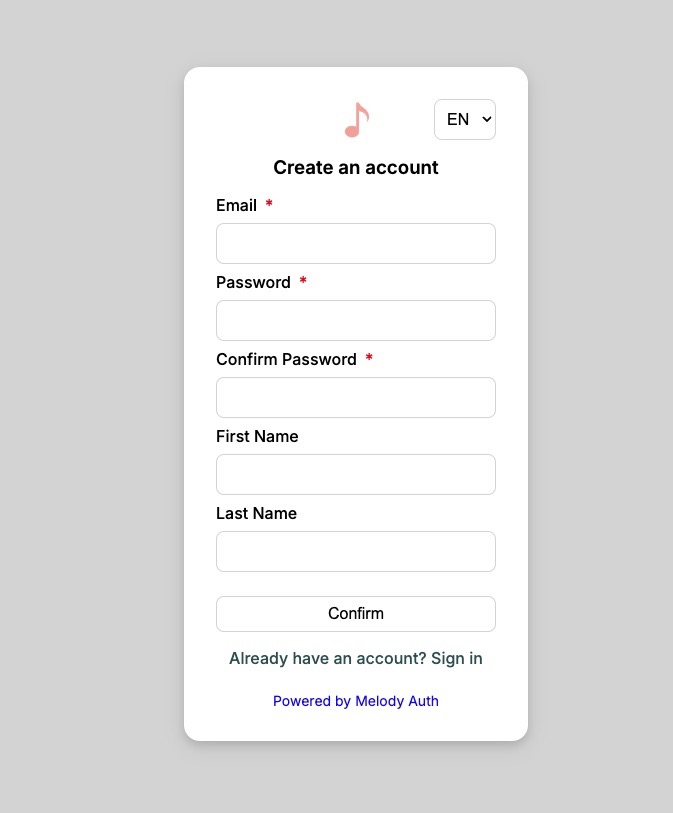 EN
Create an account
Email *
Password *
Confirm Password *
First Name
Last Name
Confirm
Already have an account? Sign in
Powered by Melody Auth